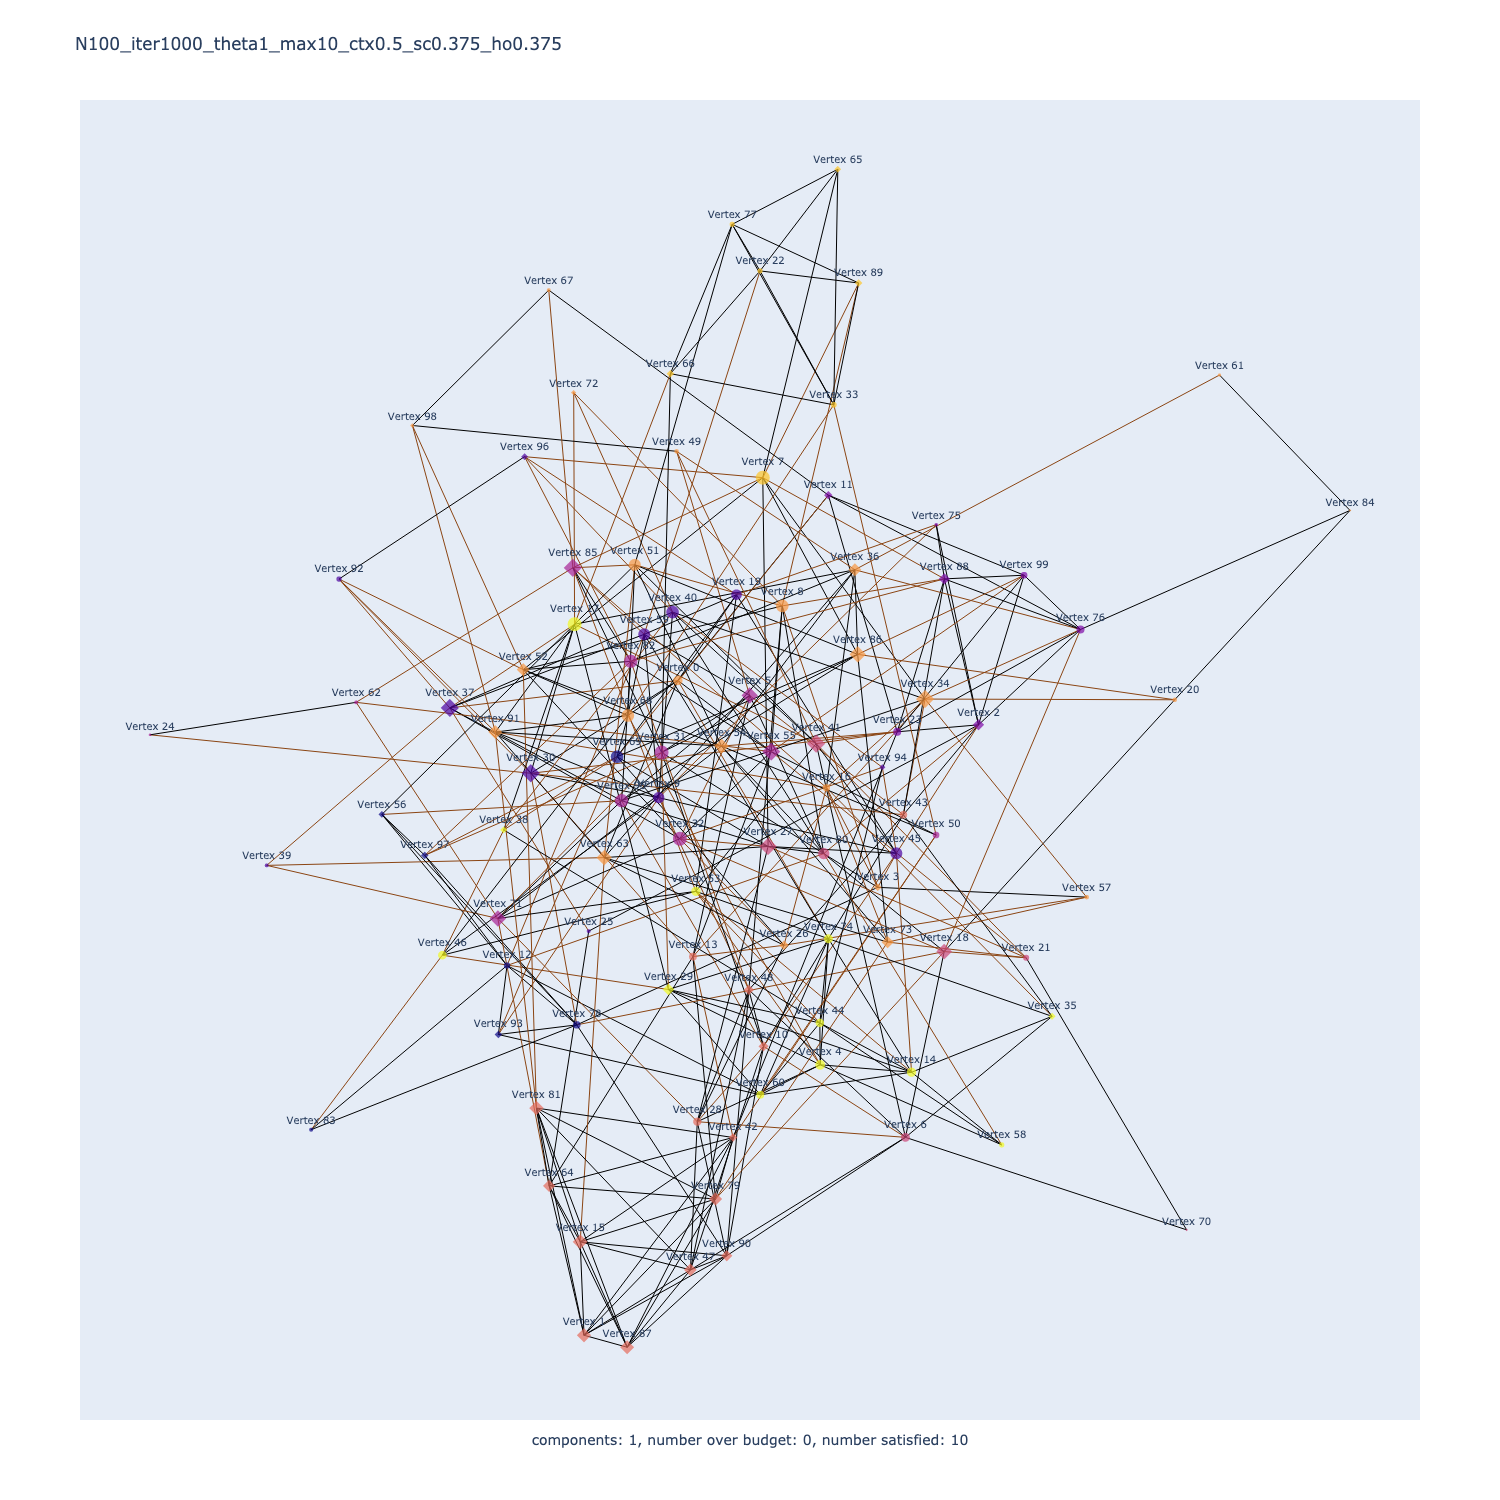 N100_iter1000_theta1_max10_ctx0.5_sc0.375_ho0.375
Vertex 65
Vertex 77
Vertex 22
Vertex 89
Vertex 67
Vertex 66
Vertex 61
Vertex 72
Vertex 33
Vertex 98
Vertex 49
Vertex 96
Vertex 7
Vertex 11
Vertex 84
Vertex 75
Vertex 85
Vertex 51
Vertex 36
Vertex 92
Vertex 88
Vertex 99
Vertex 19
Vertex 8
Vertex 40
Vertex 17
Vertex 76
Vertex 59
Vertex 86
Vertex 82
Vertex 52
Vertex 0
Vertex 62
Vertex 37
Vertex 5
Vertex 34
Vertex 20
Vertex 91
Vertex 2
Vertex 24
Vertex 23
Vertex 41
Vertex 31
Vertex 55
Vertex 69
Vertex 30
Vertex 94
Vertex 16
Vertex 56
Vertex 43
Vertex 38
Vertex 32
Vertex 50
Vertex 63
Vertex 27
Vertex 80
Vertex 45
Vertex 97
Vertex 39
Vertex 53
Vertex 3
Vertex 57
Vertex 71
Vertex 25
Vertex 46
Vertex 12
Vertex 13
Vertex 26
Vertex 74
Vertex 73
Vertex 18
Vertex 21
Vertex 29
Vertex 48
Vertex 78
Vertex 93
Vertex 44
Vertex 35
Vertex 10
Vertex 4
Vertex 14
Vertex 60
Vertex 81
Vertex 28
Vertex 83
Vertex 42
Vertex 6
Vertex 58
Vertex 64
Vertex 79
Vertex 15
Vertex 90
Vertex 47
Vertex 70
Vertex 1
Vertex 87
components: 1, number over budget: 0, number satisfied: 10